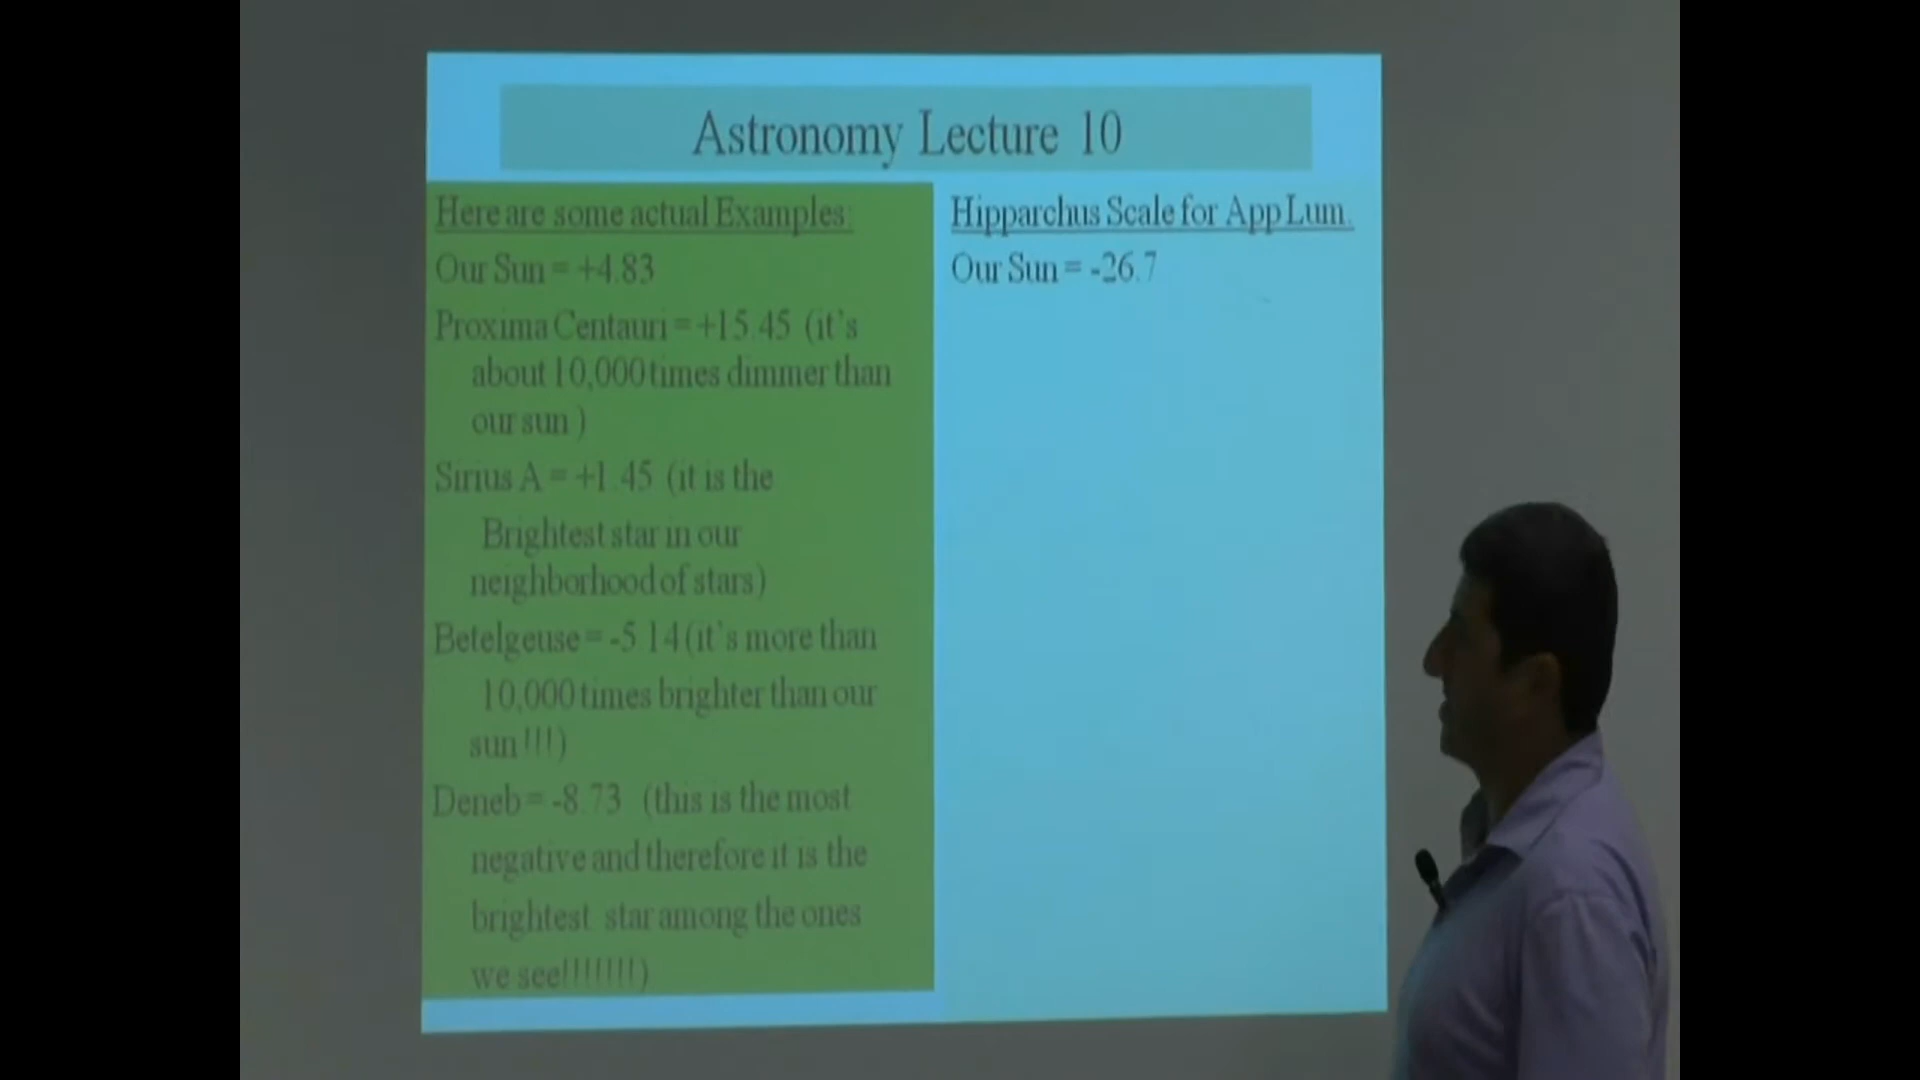 Astronomy Lecture 10
Here are some actual Examples:
Our Sun = +4.83
Proxima Centauri = +15.45 (it's
about 10,000 times dimmer than
our sun )
Sirius A = +1.45 (it is the
Brightest star in our
neighborhood of stars)
Betelgeuse = -5.14 (it's more than
10,000 times brighter than our
sun!!!)
Deneb = -8.73 (this is the most
negative and therefore it is the
brightest star among the ones
we see!!!!!!!!)
Hipparchus Scale for App Lum.
Our Sun = -26.7